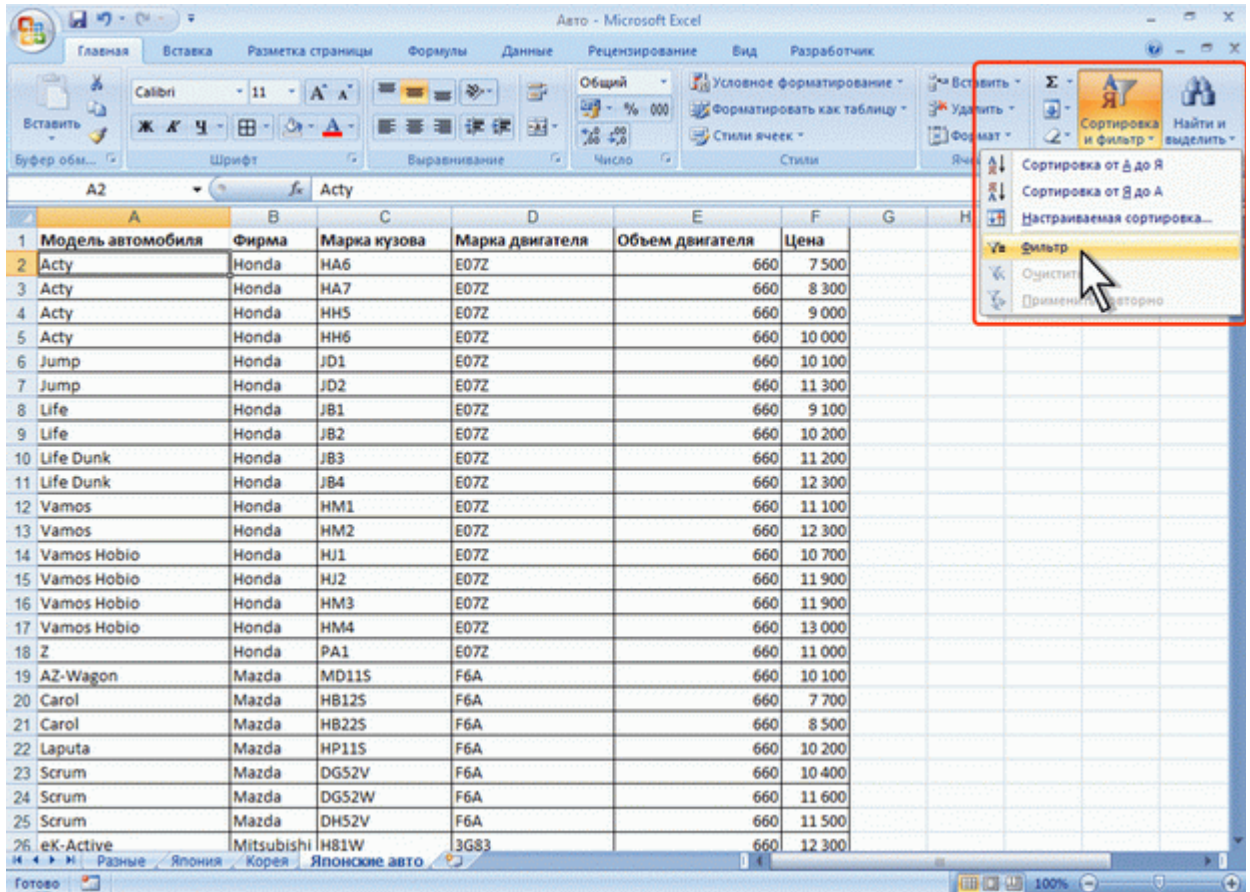 Авто - Microsoft Excel
Главная Вставка Разметка страницы Формулы Данные Рецензирование Вид Разработчик
Вставить
Calibri 11
Ж К Ч
Общий
% 000
Условное форматирование
Форматировать как таблицу
Стили ячеек
Вставить
Удалить
Формат
Σ
Сортировка и фильтр
Найти и выделить
Буфер обм... Шрифт Выравнивание Число Стили
Сортировка от А до Я
Сортировка от Я до А
Настраиваемая сортировка...
Фильтр
A2 fx Acty
A B C D E F G H
1 Модель автомобиля Фирма Марка кузова Марка двигателя Объем двигателя Цена
2 Acty Honda HA6 E07Z 660 7 500
3 Acty Honda HA7 E07Z 660 8 300
4 Acty Honda HH5 E07Z 660 9 000
5 Acty Honda HH6 E07Z 660 10 000
6 Jump Honda JD1 E07Z 660 10 100
7 Jump Honda JD2 E07Z 660 11 300
8 Life Honda JB1 E07Z 660 9 100
9 Life Honda JB2 E07Z 660 10 200
10 Life Dunk Honda JB3 E07Z 660 11 200
11 Life Dunk Honda JB4 E07Z 660 12 300
12 Vamos Honda HM1 E07Z 660 11 100
13 Vamos Honda HM2 E07Z 660 12 300
14 Vamos Hobio Honda HJ1 E07Z 660 10 700
15 Vamos Hobio Honda HJ2 E07Z 660 11 900
16 Vamos Hobio Honda HM3 E07Z 660 11 900
17 Vamos Hobio Honda HM4 E07Z 660 13 000
18 Z Honda PA1 E07Z 660 11 000
19 AZ-Wagon Mazda MD11S F6A 660 10 100
20 Carol Mazda HB12S F6A 660 7 700
21 Carol Mazda HB22S F6A 660 8 500
22 Laputa Mazda HP11S F6A 660 10 200
23 Scrum Mazda DG52V F6A 660 10 400
24 Scrum Mazda DG52W F6A 660 11 600
25 Scrum Mazda DH52V F6A 660 11 500
26 eK-Active Mitsubishi H81W 3G83 660 12 300
Разные Япония Корея Японские авто
Готово 100%